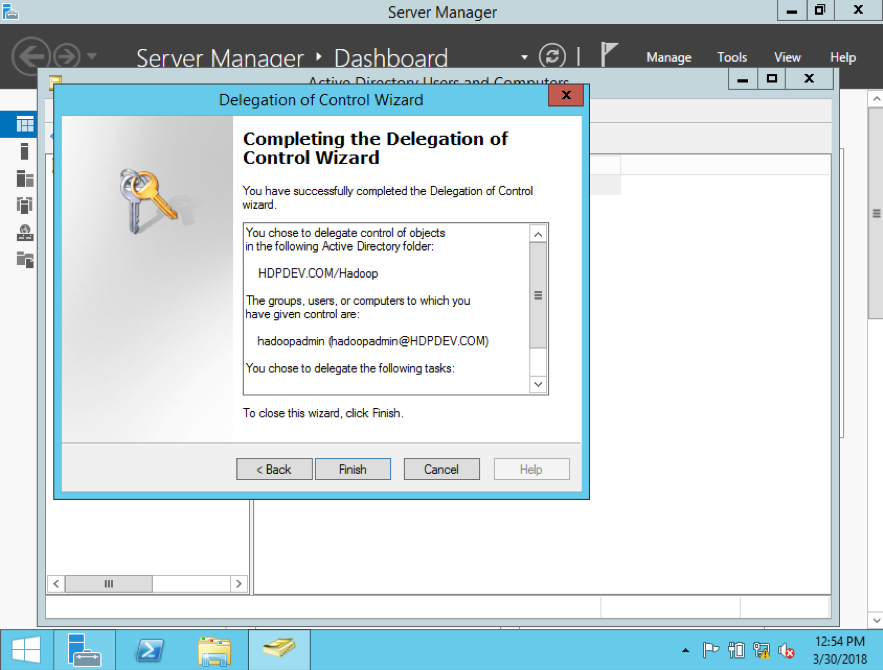 Server Manager
Server Manager Dashboard
Manage Tools View Help
Active Directory Users and Computers
Delegation of Control Wizard
Completing the Delegation of
Control Wizard
You have successfully completed the Delegation of Control
wizard.
You chose to delegate control of objects
in the following Active Directory folder:
HDPDEV.COM/Hadoop
The groups, users, or computers to which you
have given control are:
hadoopadmin (hadoopadmin@HDPDEV.COM)
You chose to delegate the following tasks:
To close this wizard, click Finish.
< Back Finish Cancel Help
12:54 PM
3/30/2018